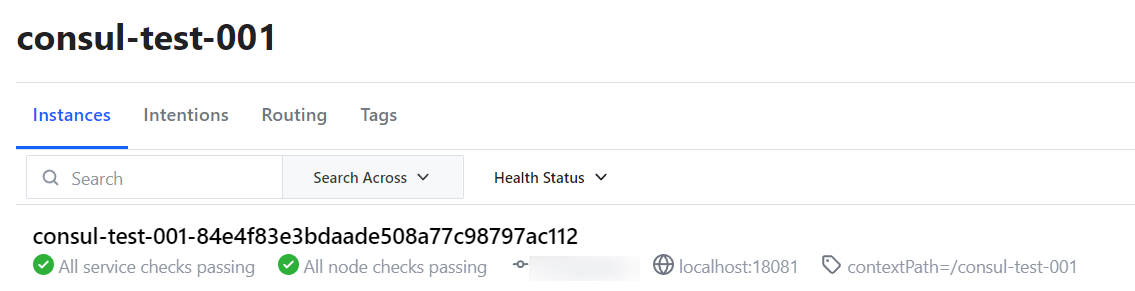 consul-test-001
Instances Intentions Routing Tags
Search Search Across Health Status
consul-test-001-84e4f83e3bdaade508a77c98797ac112
All service checks passing All node checks passing localhost:18081 contextPath=/consul-test-001